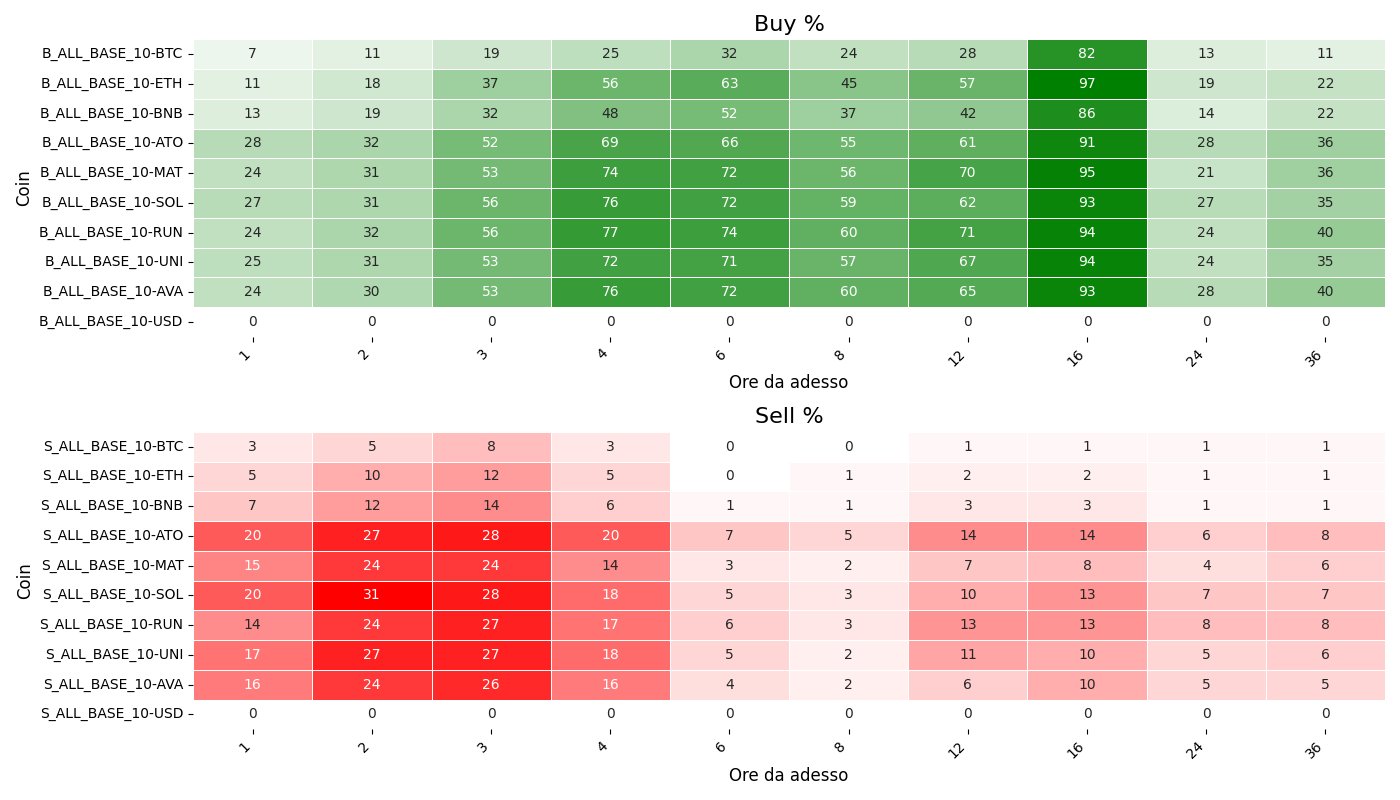 Buy %
Coin
B_ALL_BASE_10-BTC 7 11 19 25 32 24 28 82 13 11
B_ALL_BASE_10-ETH 11 18 37 56 63 45 57 97 19 22
B_ALL_BASE_10-BNB 13 19 32 48 52 37 42 86 14 22
B_ALL_BASE_10-ATO 28 32 52 69 66 55 61 91 28 36
B_ALL_BASE_10-MAT 24 31 53 74 72 56 70 95 21 36
B_ALL_BASE_10-SOL 27 31 56 76 72 59 62 93 27 35
B_ALL_BASE_10-RUN 24 32 56 77 74 60 71 94 24 40
B_ALL_BASE_10-UNI 25 31 53 72 71 57 67 94 24 35
B_ALL_BASE_10-AVA 24 30 53 76 72 60 65 93 28 40
B_ALL_BASE_10-USD 0 0 0 0 0 0 0 0 0 0
1 2 3 4 6 8 12 16 24 36
Ore da adesso
Sell %
Coin
S_ALL_BASE_10-BTC 3 5 8 3 0 0 1 1 1 1
S_ALL_BASE_10-ETH 5 10 12 5 0 1 2 2 1 1
S_ALL_BASE_10-BNB 7 12 14 6 1 1 3 3 1 1
S_ALL_BASE_10-ATO 20 27 28 20 7 5 14 14 6 8
S_ALL_BASE_10-MAT 15 24 24 14 3 2 7 8 4 6
S_ALL_BASE_10-SOL 20 31 28 18 5 3 10 13 7 7
S_ALL_BASE_10-RUN 14 24 27 17 6 3 13 13 8 8
S_ALL_BASE_10-UNI 17 27 27 18 5 2 11 10 5 6
S_ALL_BASE_10-AVA 16 24 26 16 4 2 6 10 5 5
S_ALL_BASE_10-USD 0 0 0 0 0 0 0 0 0 0
1 2 3 4 6 8 12 16 24 36
Ore da adesso